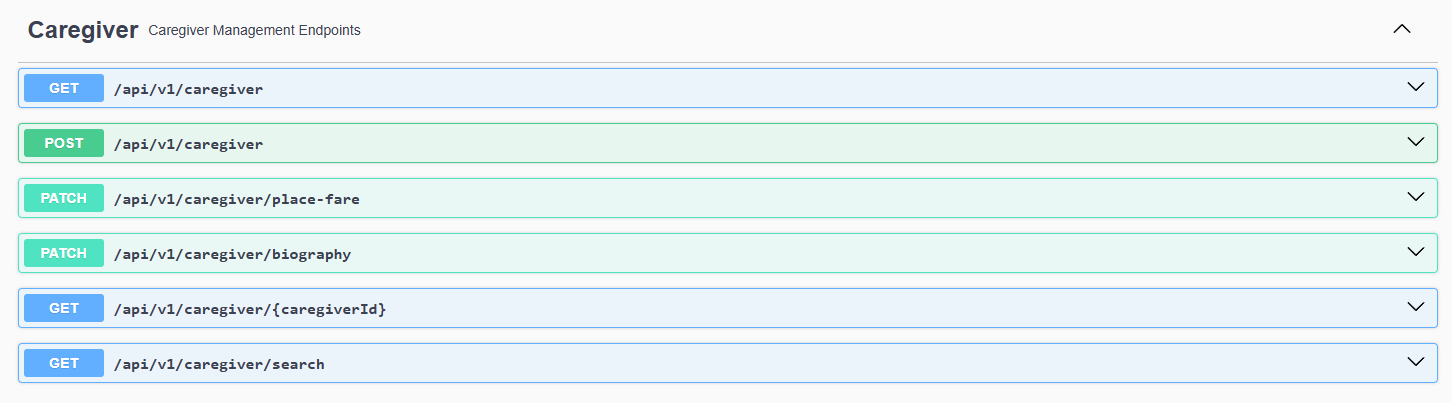 Caregiver Caregiver Management Endpoints
GET /api/v1/caregiver
POST /api/v1/caregiver
PATCH /api/v1/caregiver/place-fare
PATCH /api/v1/caregiver/biography
GET /api/v1/caregiver/{caregiverId}
GET /api/v1/caregiver/search